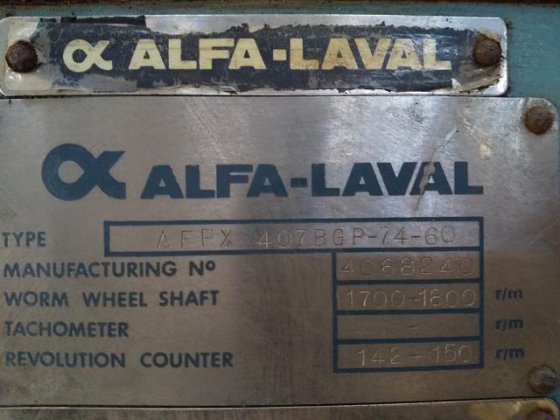 α ALFA-LAVAL
α ALFA-LAVAL
TYPE AFPX 407BGP-74-60
MANUFACTURING Nº 4068240
WORM WHEEL SHAFT 1700-1800 r/m
TACHOMETER - r/m
REVOLUTION COUNTER 142-150 r/m